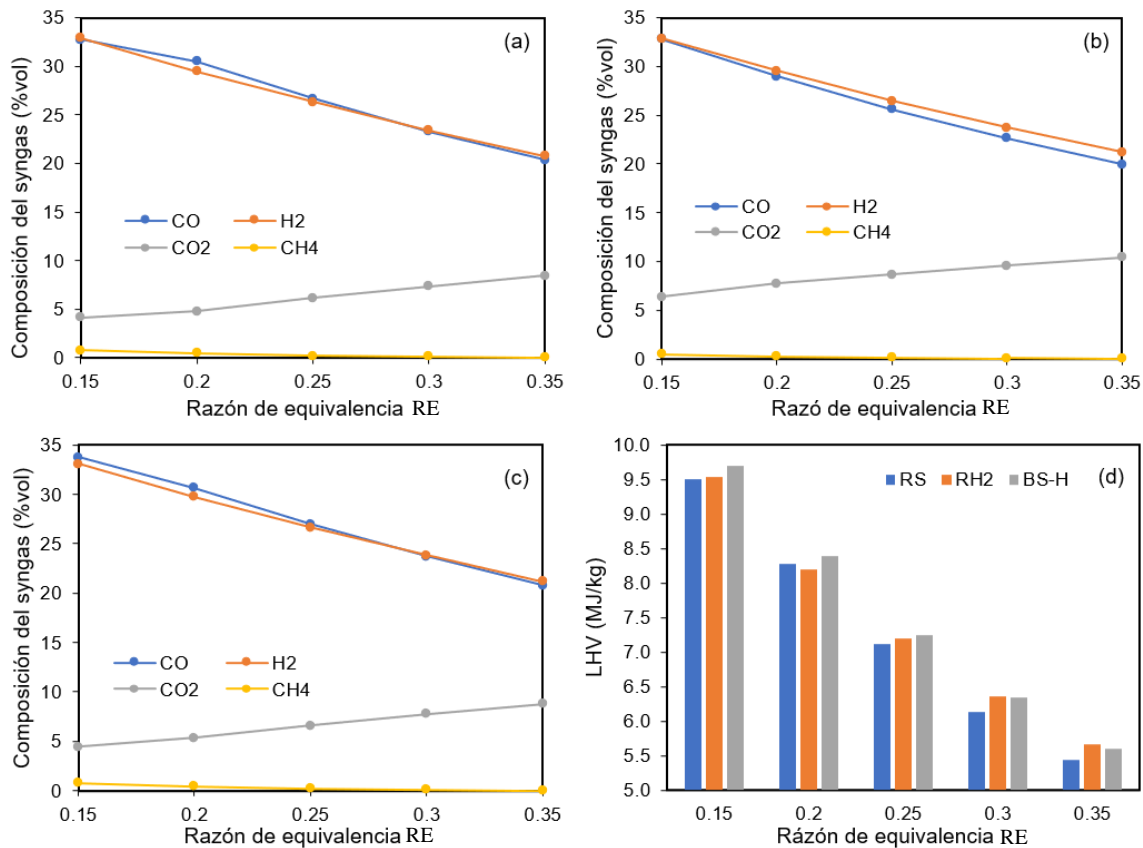 (a)
Composición del syngas (%vol)
35
30
25
20
15
10
5
0
CO H2
CO2 CH4
0.15 0.2 0.25 0.3 0.35
Razón de equivalencia RE
(b)
Composición del syngas (%vol)
35
30
25
20
15
10
5
0
CO H2
CO2 CH4
0.15 0.2 0.25 0.3 0.35
Razó de equivalencia RE
(c)
Composición del syngas (%vol)
35
30
25
20
15
10
5
0
CO H2
CO2 CH4
0.15 0.2 0.25 0.3 0.35
Razón de equivalencia RE
(d)
LHV (MJ/kg)
10.0
9.5
9.0
8.5
8.0
7.5
7.0
6.5
6.0
5.5
5.0
RS RH2 BS-H
0.15 0.2 0.25 0.3 0.35
Rázón de equivalencia RE